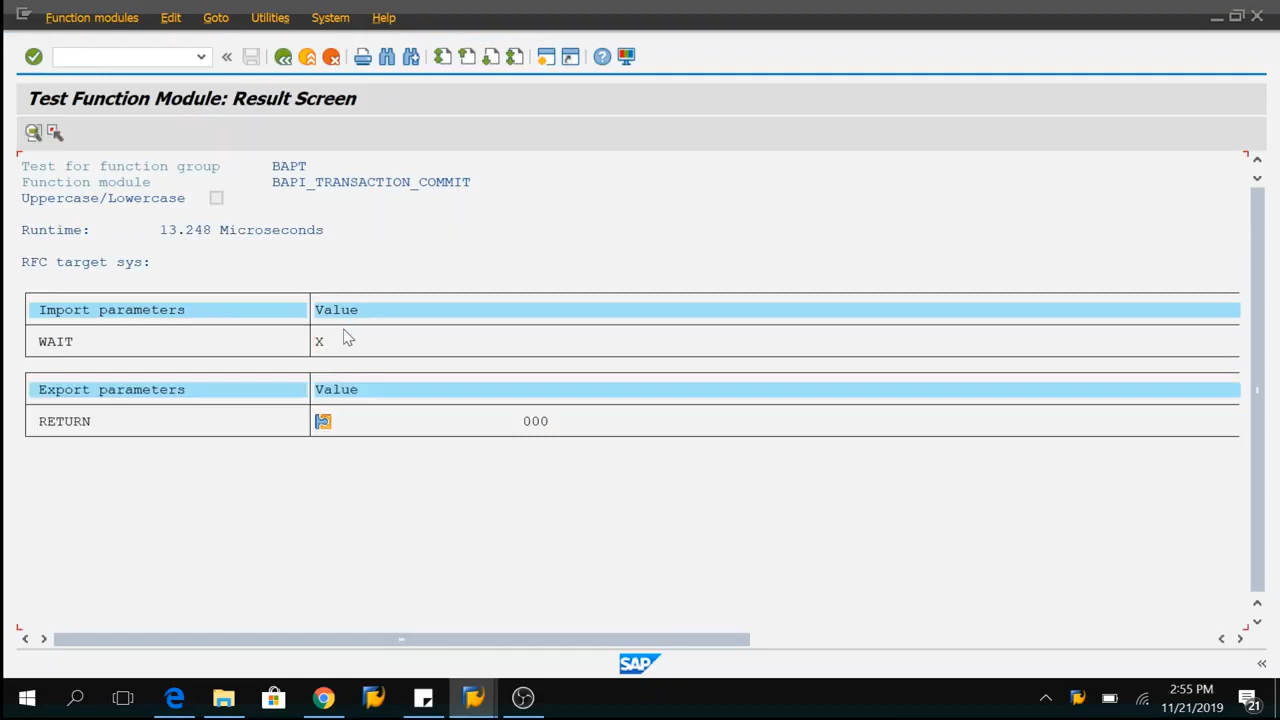 Function modules Edit Goto Utilities System Help
Test Function Module: Result Screen
Test for function group BAPT
Function module BAPI_TRANSACTION_COMMIT
Uppercase/Lowercase
Runtime: 13.248 Microseconds
RFC target sys:
Import parameters Value
WAIT X
Export parameters Value
RETURN 000
SAP
2:55 PM
11/21/2019
21